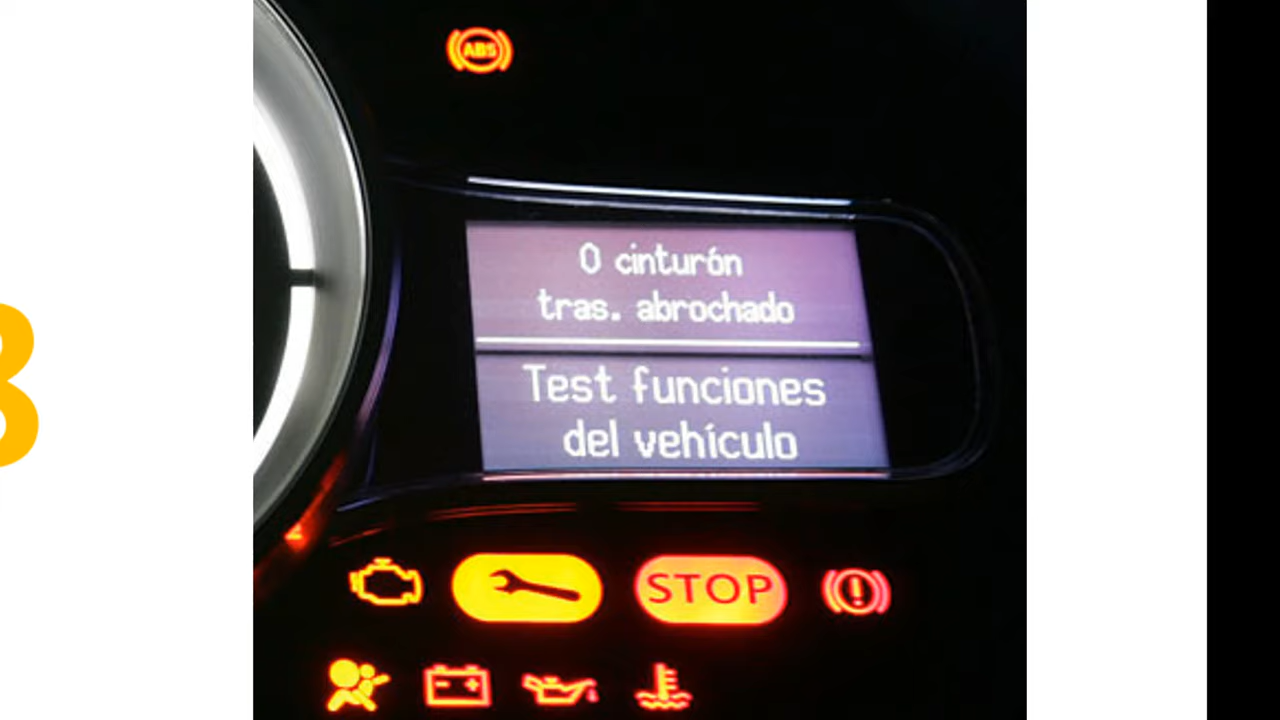 ABS
0 cinturón
tras. abrochado
Test funciones
del vehículo
STOP